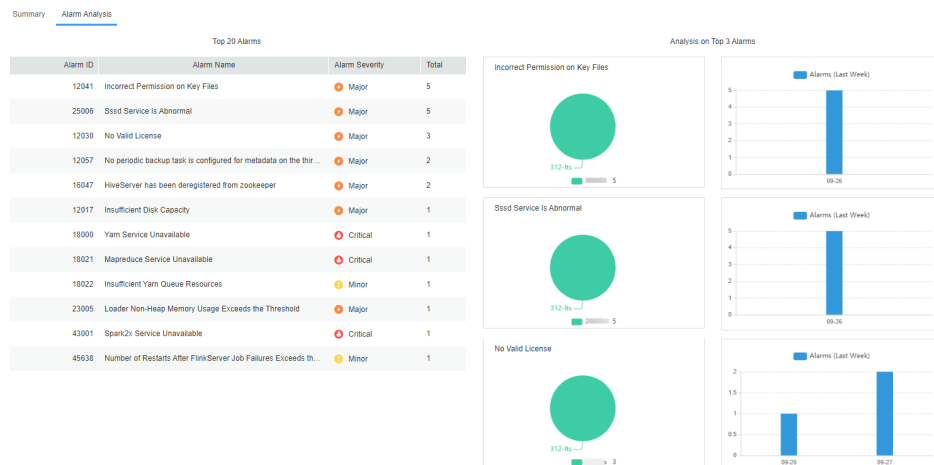 Summary Alarm Analysis
Top 20 Alarms
Alarm ID Alarm Name Alarm Severity Total
12041 Incorrect Permission on Key Files Major 5
25006 Sssd Service Is Abnormal Major 5
12030 No Valid License Major 3
12057 No periodic backup task is configured for metadata on the thir... Major 2
16047 HiveServer has been deregistered from zookeeper Major 2
12017 Insufficient Disk Capacity Major 1
18000 Yarn Service Unavailable Critical 1
18021 Mapreduce Service Unavailable Critical 1
18022 Insufficient Yarn Queue Resources Minor 1
23005 Loader Non-Heap Memory Usage Exceeds the Threshold Major 1
43001 Spark2x Service Unavailable Critical 1
45638 Number of Restarts After FlinkServer Job Failures Exceeds th... Minor 1
Analysis on Top 3 Alarms
Incorrect Permission on Key Files
312-lts
5
Alarms (Last Week)
5
4
3
2
1
0
09-26
Sssd Service Is Abnormal
312-lts
5
Alarms (Last Week)
5
4
3
2
1
0
09-26
No Valid License
312-lts
3
Alarms (Last Week)
2
1.5
1
0.5
0
09-26 09-27